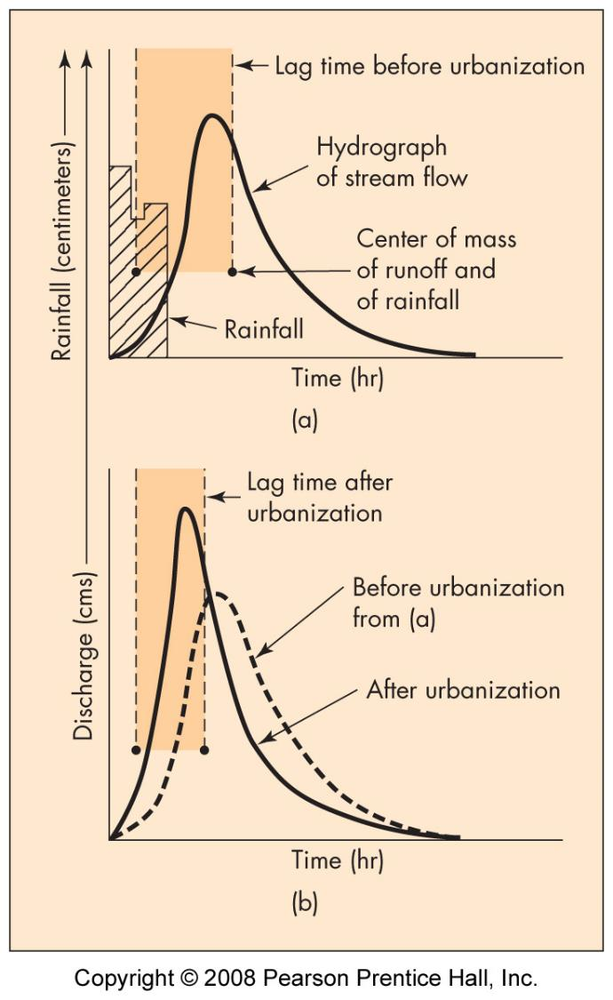 Lag time before urbanization
Hydrograph
of stream flow
Center of mass
of runoff and
of rainfall
Rainfall
Rainfall (centimeters)
Time (hr)
(a)
Lag time after
urbanization
Before urbanization
from (a)
After urbanization
Discharge (cms)
Time (hr)
(b)
Copyright © 2008 Pearson Prentice Hall, Inc.